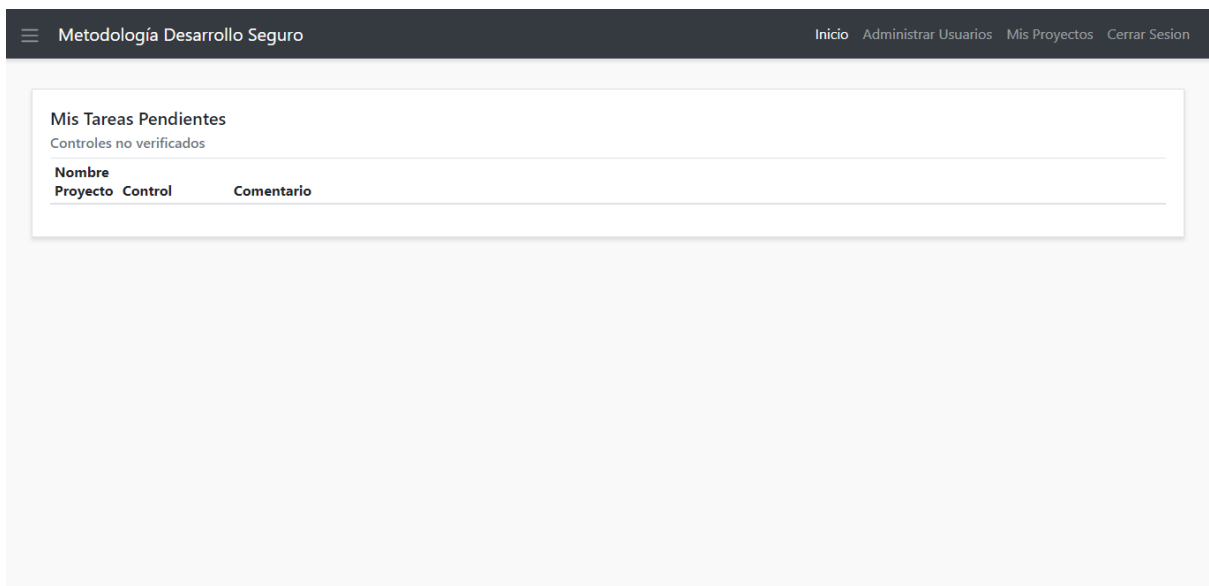 Metodología Desarrollo Seguro
Inicio Administrar Usuarios Mis Proyectos Cerrar Sesion
Mis Tareas Pendientes
Controles no verificados
Nombre
Proyecto Control Comentario